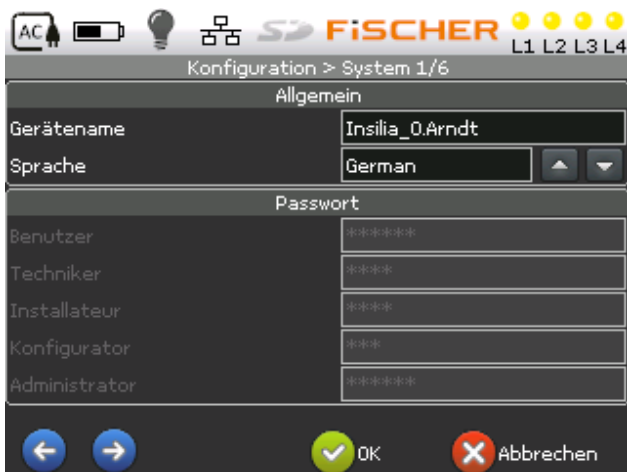 AC FiSCHER L1 L2 L3 L4
Konfiguration > System 1/6
Allgemein
Gerätename Insilia_0.Arndt
Sprache German
Passwort
Benutzer ******
Techniker ****
Installateur ****
Konfigurator ***
Administrator ******
OK Abbrechen